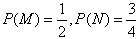 P(M) = 1/2, P(N) = 3/4